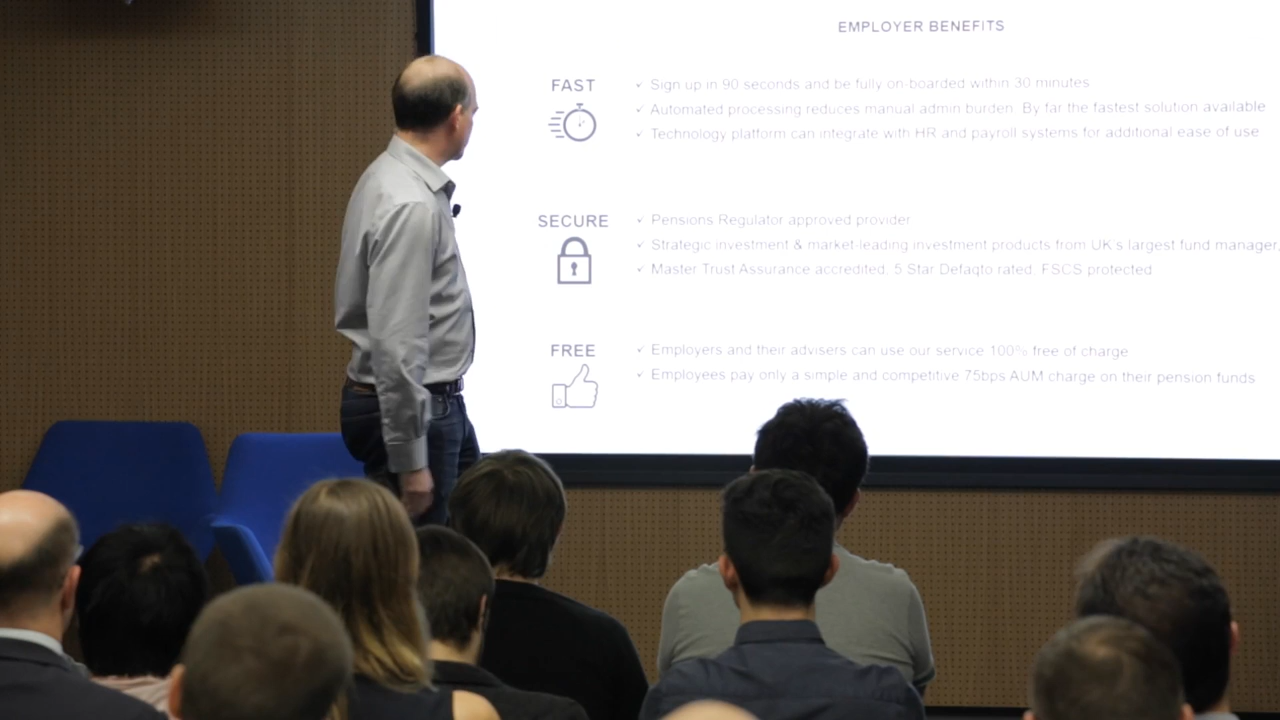 EMPLOYER BENEFITS
FAST
✓ Sign up in 90 seconds and be fully on-boarded within 30 minutes
✓ Automated processing reduces manual admin burden. By far the fastest solution available
✓ Technology platform can integrate with HR and payroll systems for additional ease of use
SECURE
✓ Pensions Regulator approved provider
✓ Strategic investment & market-leading investment products from UK's largest fund manager,
✓ Master Trust Assurance accredited. 5 Star Defaqto rated. FSCS protected
FREE
✓ Employers and their advisers can use our service 100% free of charge
✓ Employees pay only a simple and competitive 75bps AUM charge on their pension funds